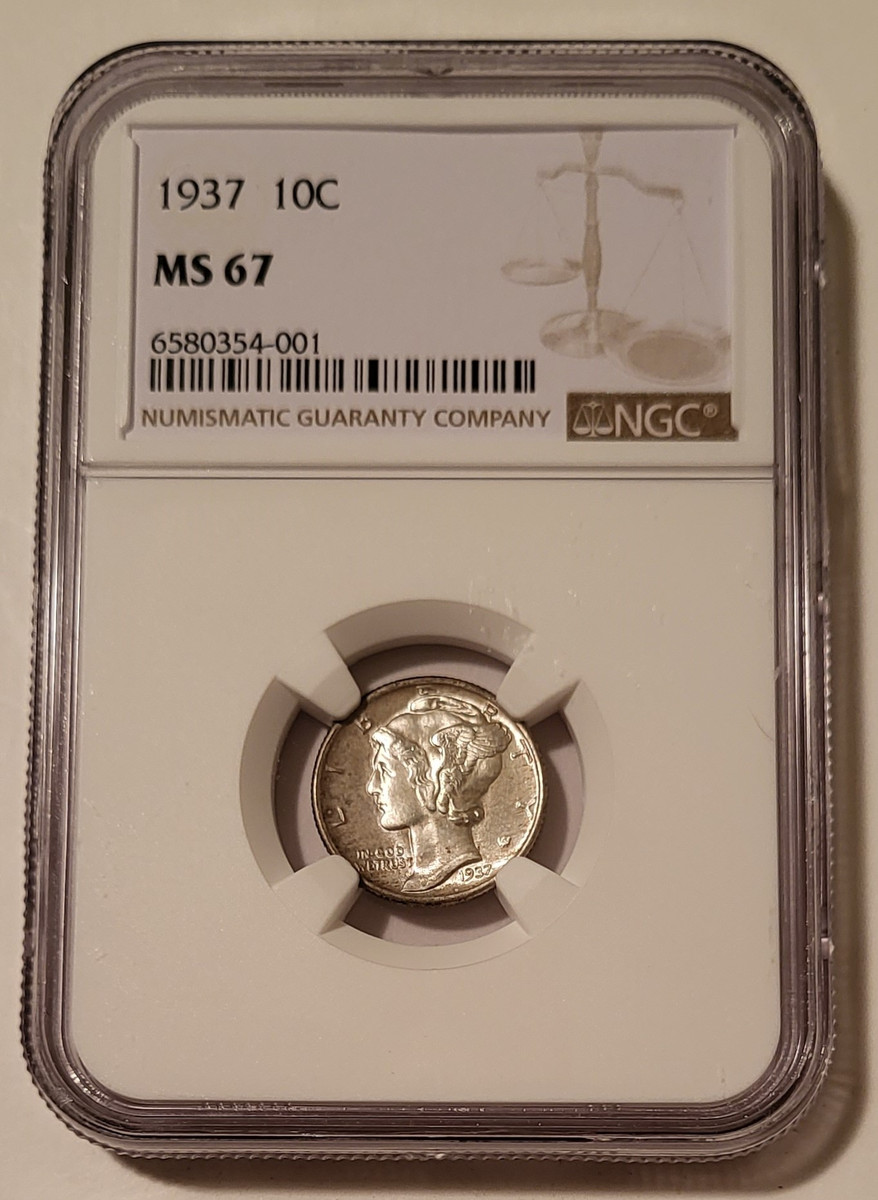 1937 10C
MS 67
6580354-001
NUMISMATIC GUARANTY COMPANY
NGC®
LIBERTY
IN·GOD
WE TRUST
1937